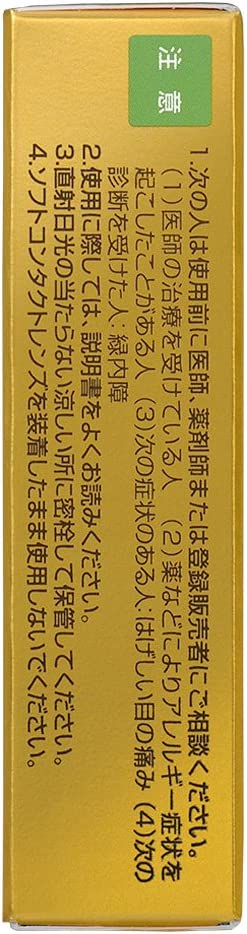 注意
1.次の人は使用前に医師、薬剤師または登録販売者にご相談ください。
(1)医師の治療を受けている人 (2)薬などによりアレルギー症状を
起こしたことがある人 (3)次の症状のある人:はげしい目の痛み (4)次の
診断を受けた人:緑内障
2.使用に際しては、説明書をよくお読みください。
3.直射日光の当たらない涼しい所に密栓して保管してください。
4.ソフトコンタクトレンズを装着したまま使用しないでください。